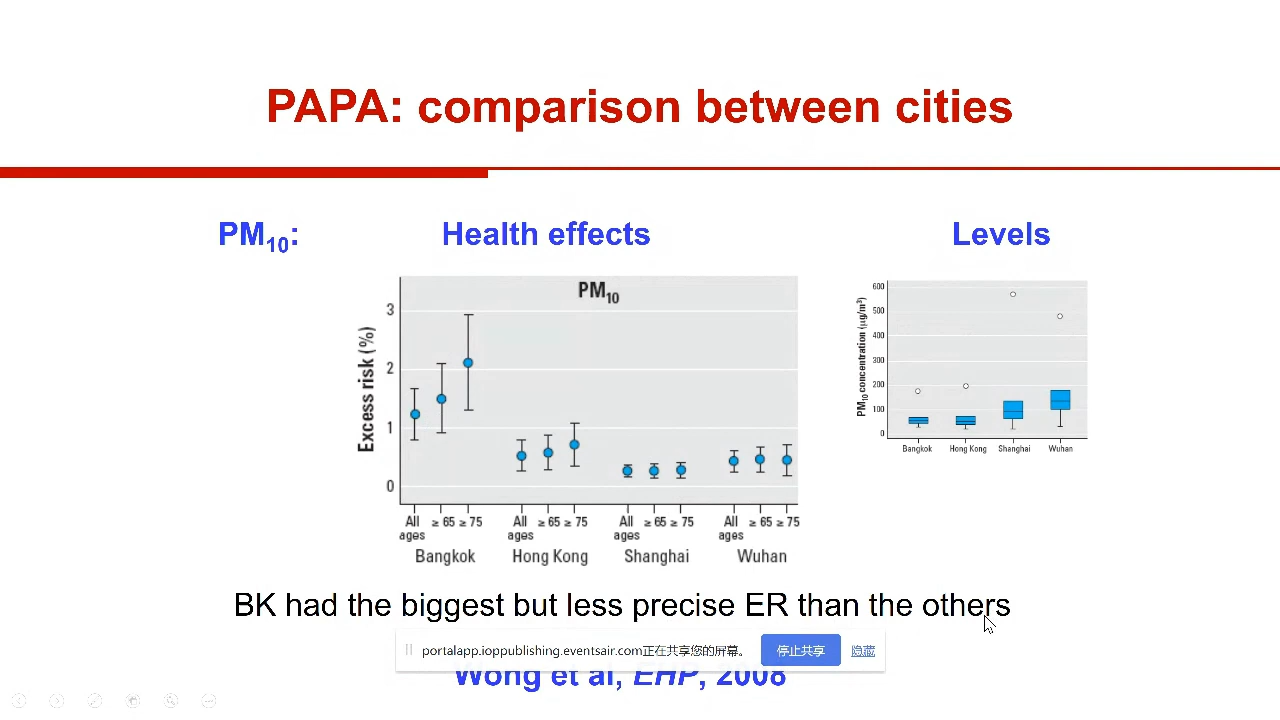 PAPA: comparison between cities
PM10: Health effects Levels
PM10
Excess risk (%)
3
2
1
0
All ages ≥ 65 ≥ 75 All ages ≥ 65 ≥ 75 All ages ≥ 65 ≥ 75 All ages ≥ 65 ≥ 75
Bangkok Hong Kong Shanghai Wuhan
PM10 concentration (µg/m³)
600
500
400
300
200
100
0
Bangkok Hong Kong Shanghai Wuhan
BK had the biggest but less precise ER than the others
portalapp.ioppublishing.eventsair.com正在共享您的屏幕。 停止共享 隐藏
Wong et al, EHP, 2008